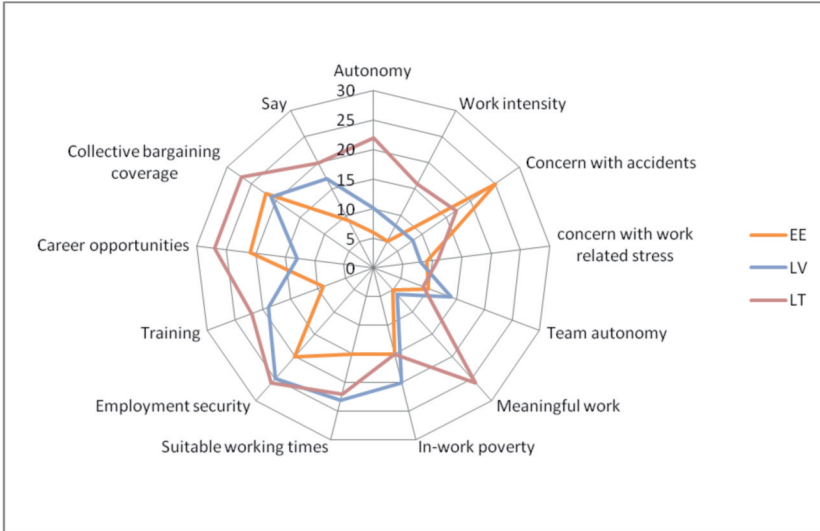 Autonomy
Work intensity
Concern with accidents
concern with work
related stress
Team autonomy
Meaningful work
In-work poverty
Suitable working times
Employment security
Training
Career opportunities
Collective bargaining
coverage
Say
30
25
20
15
10
5
0
EE
LV
LT